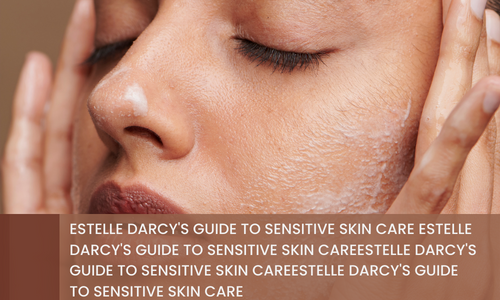 ESTELLE DARCY'S GUIDE TO SENSITIVE SKIN CARE ESTELLE
DARCY'S GUIDE TO SENSITIVE SKIN CAREESTELLE DARCY'S
GUIDE TO SENSITIVE SKIN CAREESTELLE DARCY'S GUIDE
TO SENSITIVE SKIN CARE